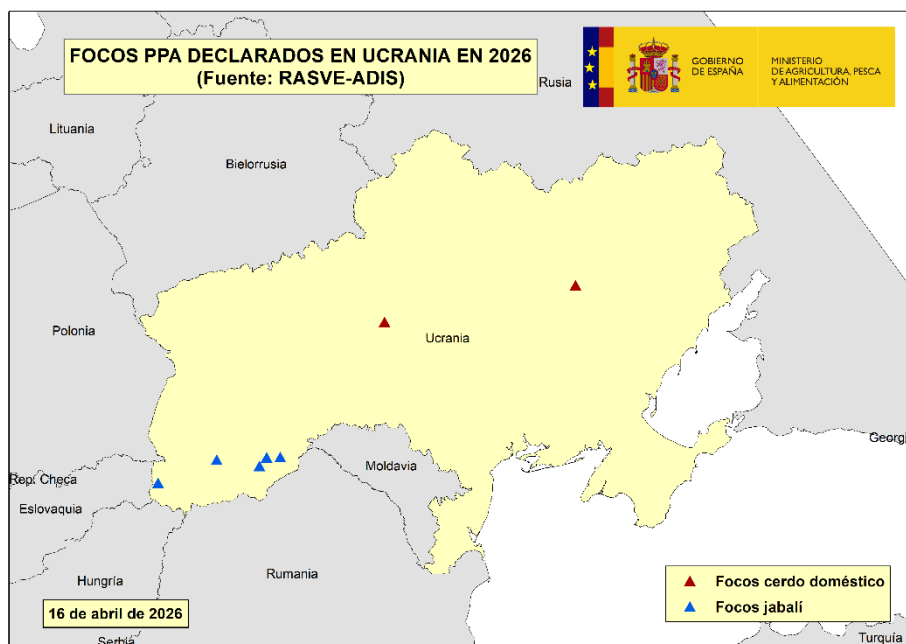 FOCOS PPA DECLARADOS EN UCRANIA EN 2026
(Fuente: RASVE-ADIS)
GOBIERNO
DE ESPAÑA
MINISTERIO
DE AGRICULTURA, PESCA
Y ALIMENTACIÓN
Rusia
Lituania
Bielorrusia
Polonia
Ucrania
Georgi
Moldavia
Rep. Checa
Eslovaquia
Hungría
Rumania
Focos cerdo doméstico
Focos jabalí
16 de abril de 2026
Serbia
Turquía